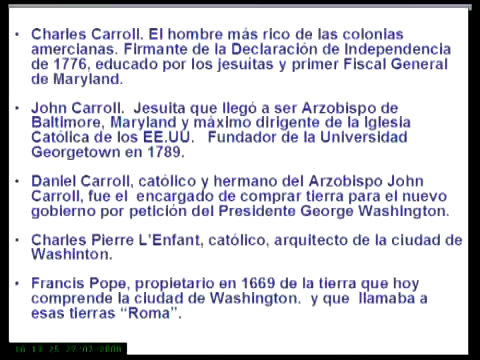 • Charles Carroll. El hombre más rico de las colonias
amercianas. Firmante de la Declaración de Independencia
de 1776, educado por los jesuitas y primer Fiscal General
de Maryland.
• John Carroll. Jesuita que llegó a ser Arzobispo de
Baltimore, Maryland y máximo dirigente de la Iglesia
Católica de los EE.UU. Fundador de la Universidad
Georgetown en 1789.
• Daniel Carroll, católico y hermano del Arzobispo John
Carroll, fue el encargado de comprar tierra para el nuevo
gobierno por petición del Presidente George Washington.
• Charles Pierre L'Enfant, católico, arquitecto de la ciudad de
Washinton.
• Francis Pope, propietario en 1669 de la tierra que hoy
comprende la ciudad de Washington. y que llamaba a
esas tierras “Roma”.